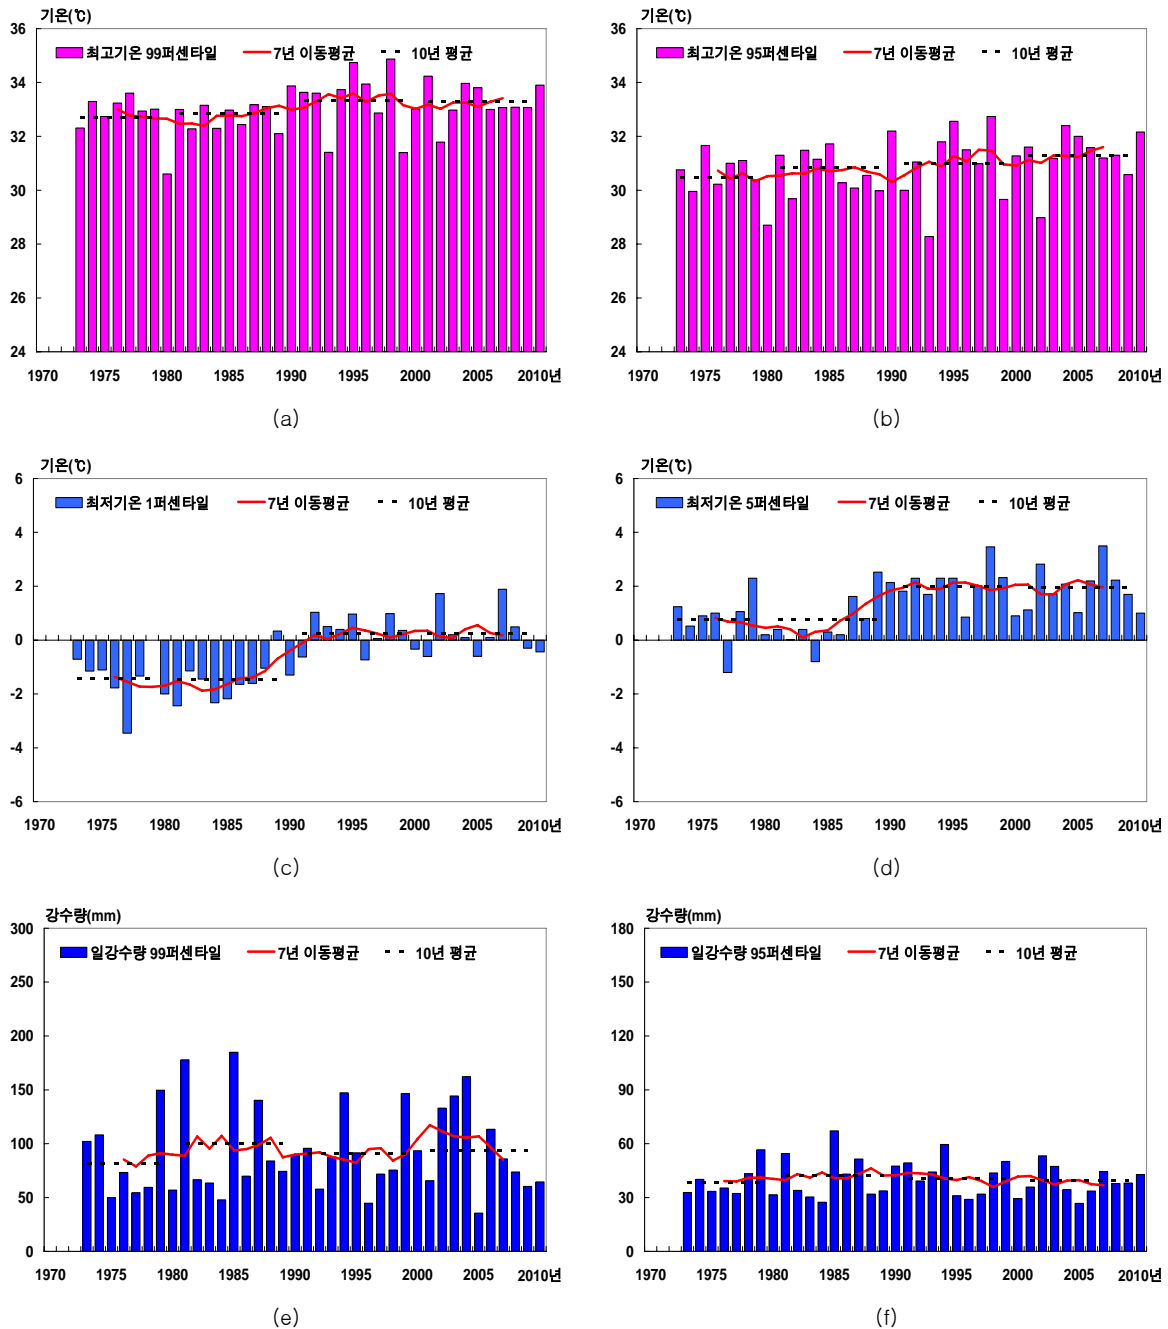 기온(℃)
36
34
32
30
28
26
24
최고기온 99퍼센타일
7년 이동평균
10년 평균
1970 1975 1980 1985 1990 1995 2000 2005 2010년
(a)
기온(℃)
36
34
32
30
28
26
24
최고기온 95퍼센타일
7년 이동평균
10년 평균
1970 1975 1980 1985 1990 1995 2000 2005 2010년
(b)
기온(℃)
6
4
2
0
-2
-4
-6
최저기온 1퍼센타일
7년 이동평균
10년 평균
1970 1975 1980 1985 1990 1995 2000 2005 2010년
(c)
기온(℃)
6
4
2
0
-2
-4
-6
최저기온 5퍼센타일
7년 이동평균
10년 평균
1970 1975 1980 1985 1990 1995 2000 2005 2010년
(d)
강수량(mm)
300
250
200
150
100
50
0
일강수량 99퍼센타일
7년 이동평균
10년 평균
1970 1975 1980 1985 1990 1995 2000 2005 2010년
(e)
강수량(mm)
180
150
120
90
60
30
0
일강수량 95퍼센타일
7년 이동평균
10년 평균
1970 1975 1980 1985 1990 1995 2000 2005 2010년
(f)